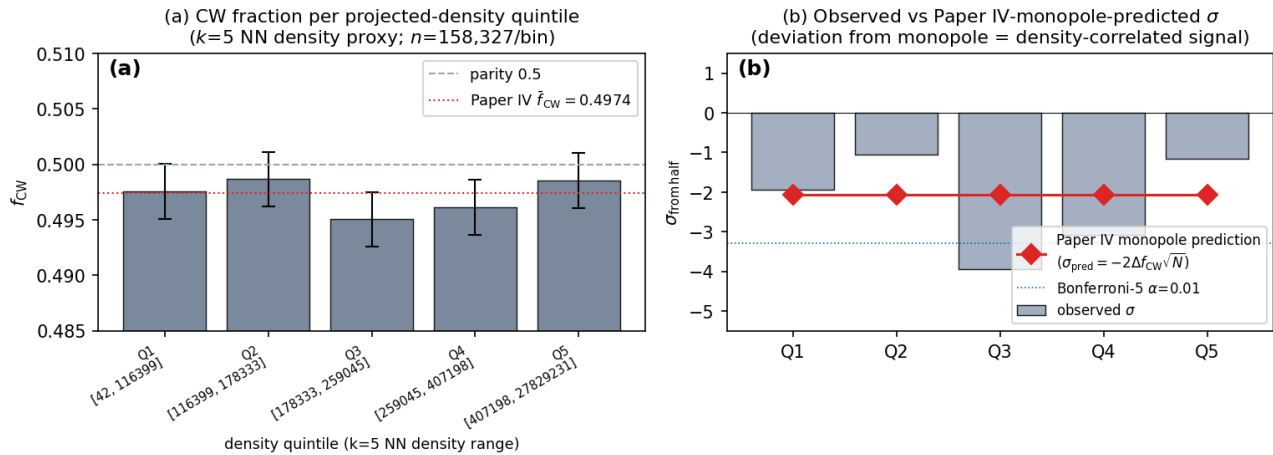 (a) CW fraction per projected-density quintile
(k=5 NN density proxy; n=158,327/bin)
(a)
parity 0.5
Paper IV f̄_CW = 0.4974
0.510
0.505
0.500
0.495
0.490
0.485
f_CW
Q1
[42, 116399]
Q2
[116399, 178333]
Q3
[178333, 259045]
Q4
[259045, 407198]
Q5
[407198, 27829231]
density quintile (k=5 NN density range)
(b) Observed vs Paper IV-monopole-predicted σ
(deviation from monopole = density-correlated signal)
(b)
1
0
−1
−2
−3
−4
−5
σ_from half
Paper IV monopole prediction
(σ_pred = −2Δf_CW√N)
Bonferroni-5 α=0.01
observed σ
Q1
Q2
Q3
Q4
Q5